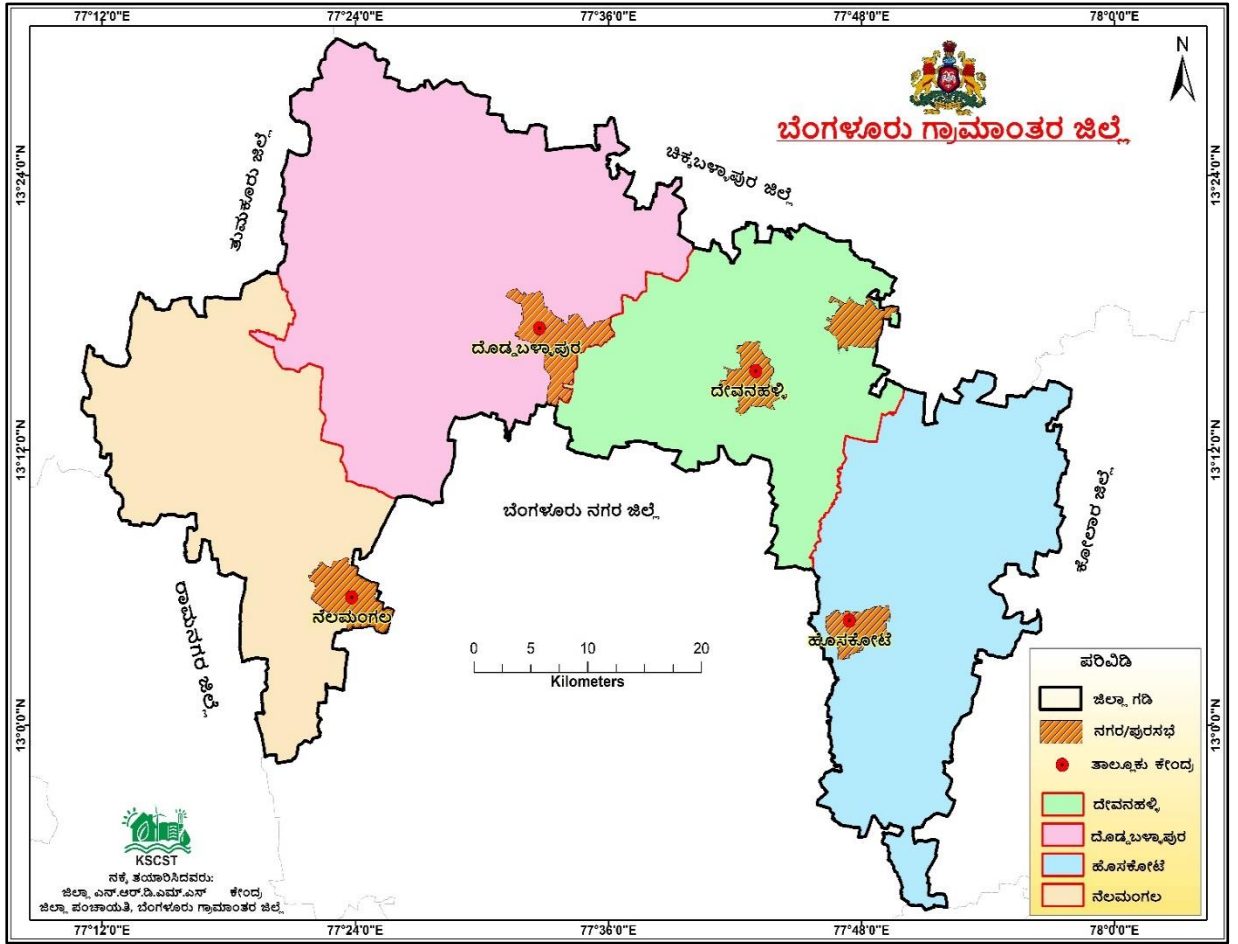 77°12'0"E 77°24'0"E 77°36'0"E 77°48'0"E 78°0'0"E
N
ಬೆಂಗಳೂರು ಗ್ರಾಮಾಂತರ ಜಿಲ್ಲೆ
ಚಿಕ್ಕಬಳ್ಳಾಪುರ ಜಿಲ್ಲೆ
ತುಮಕೂರು ಜಿಲ್ಲೆ
13°24'0"N 13°24'0"N
ದೊಡ್ಡಬಳ್ಳಾಪುರ
ದೇವನಹಳ್ಳಿ
13°12'0"N 13°12'0"N
ಬೆಂಗಳೂರು ನಗರ ಜಿಲ್ಲೆ
ಕೋಲಾರ ಜಿಲ್ಲೆ
ನೆಲಮಂಗಲ
ರಾಮನಗರ ಜಿಲ್ಲೆ
ಹೊಸಕೋಟೆ
0 5 10 20
Kilometers
13°0'0"N 13°0'0"N
ಪರಿವಿಡಿ
ಜಿಲ್ಲಾ ಗಡಿ
ನಗರ/ಪುರಸಭೆ
ತಾಲ್ಲೂಕು ಕೇಂದ್ರ
ದೇವನಹಳ್ಳಿ
ದೊಡ್ಡಬಳ್ಳಾಪುರ
ಹೊಸಕೋಟೆ
ನೆಲಮಂಗಲ
KSCST
ನಕ್ಷೆ ತಯಾರಿಸಿದವರು:
ಜಿಲ್ಲಾ ಎನ್.ಆರ್.ಡಿ.ಎಮ್.ಎಸ್ ಕೇಂದ್ರ
ಜಿಲ್ಲಾ ಪಂಚಾಯತಿ, ಬೆಂಗಳೂರು ಗ್ರಾಮಾಂತರ ಜಿಲ್ಲೆ
77°12'0"E 77°24'0"E 77°36'0"E 77°48'0"E 78°0'0"E